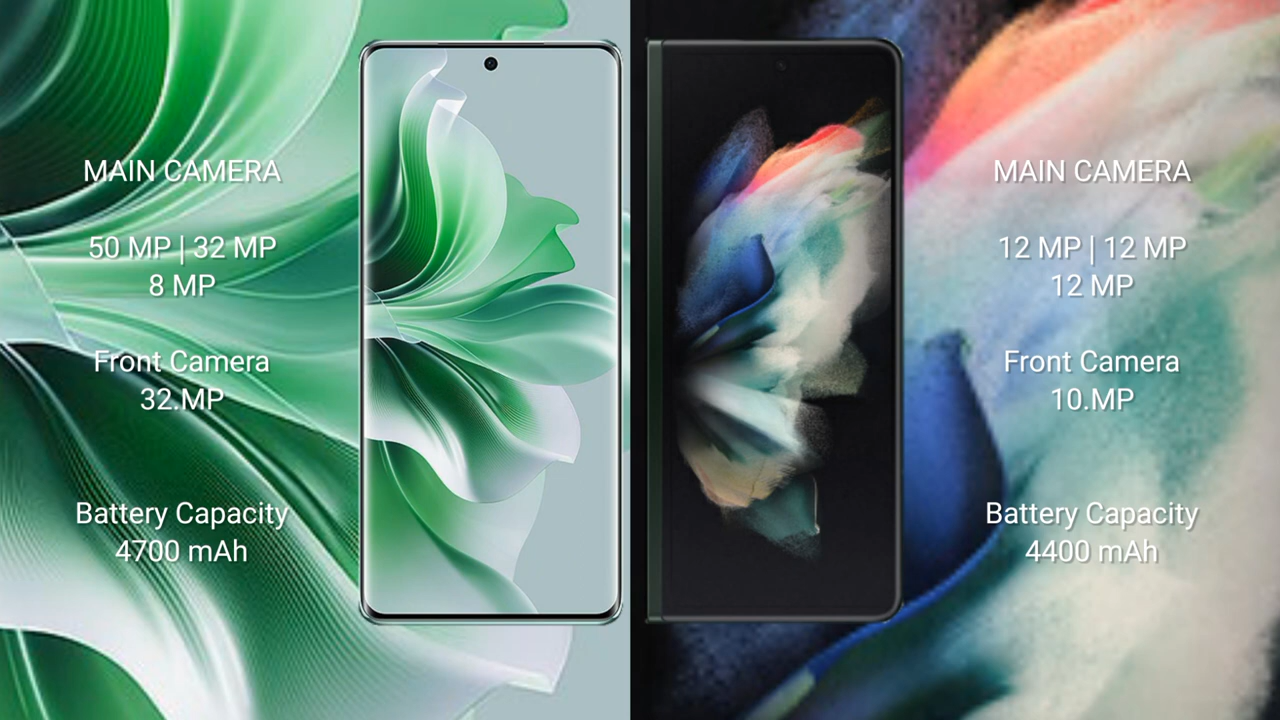 MAIN CAMERA
50 MP | 32 MP
8 MP
Front Camera
32.MP
Battery Capacity
4700 mAh
MAIN CAMERA
12 MP | 12 MP
12 MP
Front Camera
10.MP
Battery Capacity
4400 mAh